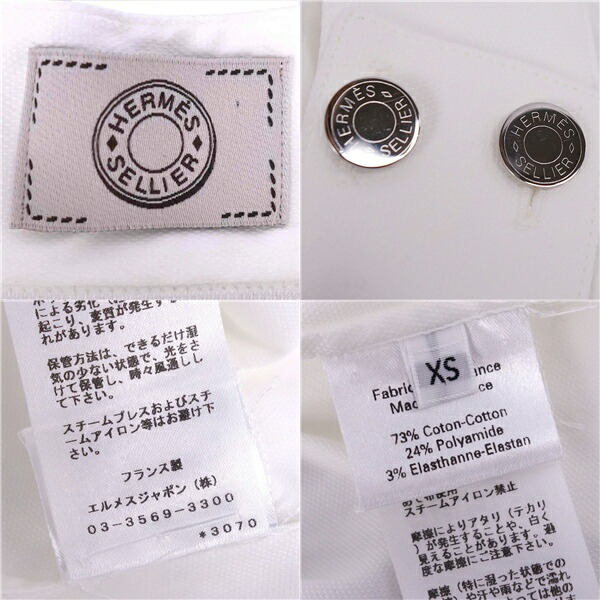 HERMÈS
SELLIER
HERMÈS
SELLIER
HERMÈS
SELLIER
による劣化
起こり、変質が発生する
れがあります。
保管方法は、できるだけ湿
気の少ない状態で、光をさ
けて保管し、時々風通しし
て下さい。
スチームプレスおよびスチ
ームアイロン等はお避け下
さい。
フランス製
エルメスジャポン（株）
03-3569-3300
*3070
XS
73% Coton-Cotton
24% Polyamide
3% Elasthanne-Elastan
スチームアイロン禁止
摩擦によりアタリ（テカリ
）が発生することや、白く
見えることがあります。過
度な摩擦にご注意下さい。
摩擦（特に湿った状態での
）や汗や雨などで濡れ